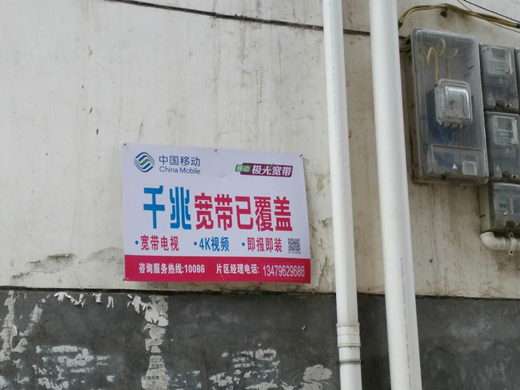 中国移动
China Mobile
移动 极光宽带
千兆宽带已覆盖
·宽带电视 ·4K视频 ·即报即装
咨询服务热线:10086 片区经理电话: 13479629686